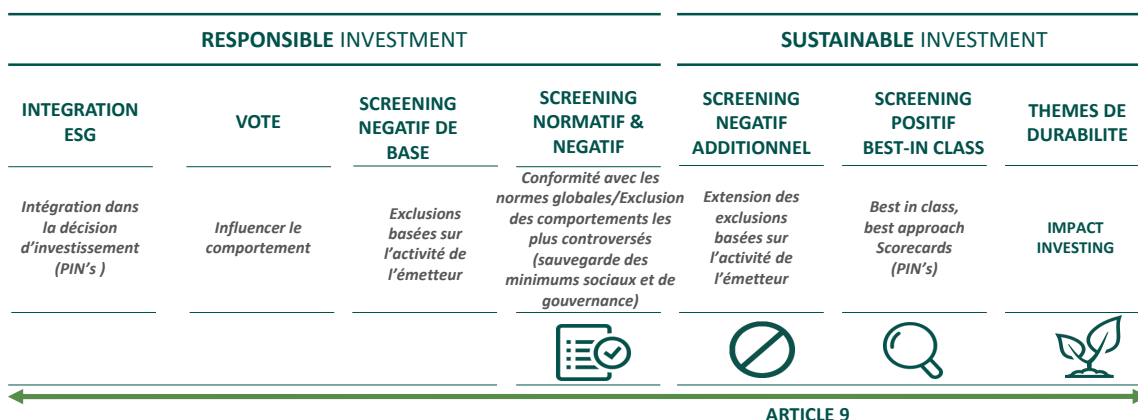 RESPONSIBLE INVESTMENT
SUSTAINABLE INVESTMENT
INTEGRATION
ESG
VOTE
SCREENING
NEGATIF DE
BASE
SCREENING
NORMATIF &
NEGATIF
SCREENING
NEGATIF
ADDITIONNEL
SCREENING
POSITIF
BEST-IN CLASS
THEMES DE
DURABILITE
Intégration dans
la décision
d’investissement
(PIN’s )
Influencer le
comportement
Exclusions
basées sur
l’activité de
l’émetteur
Conformité avec les
normes globales/Exclusion
des comportements les
plus controversés
(sauvegarde des
minimums sociaux et de
gouvernance)
Extension des
exclusions
basées sur
l’activité de
l’émetteur
Best in class,
best approach
Scorecards
(PIN’s)
IMPACT
INVESTING
ARTICLE 9